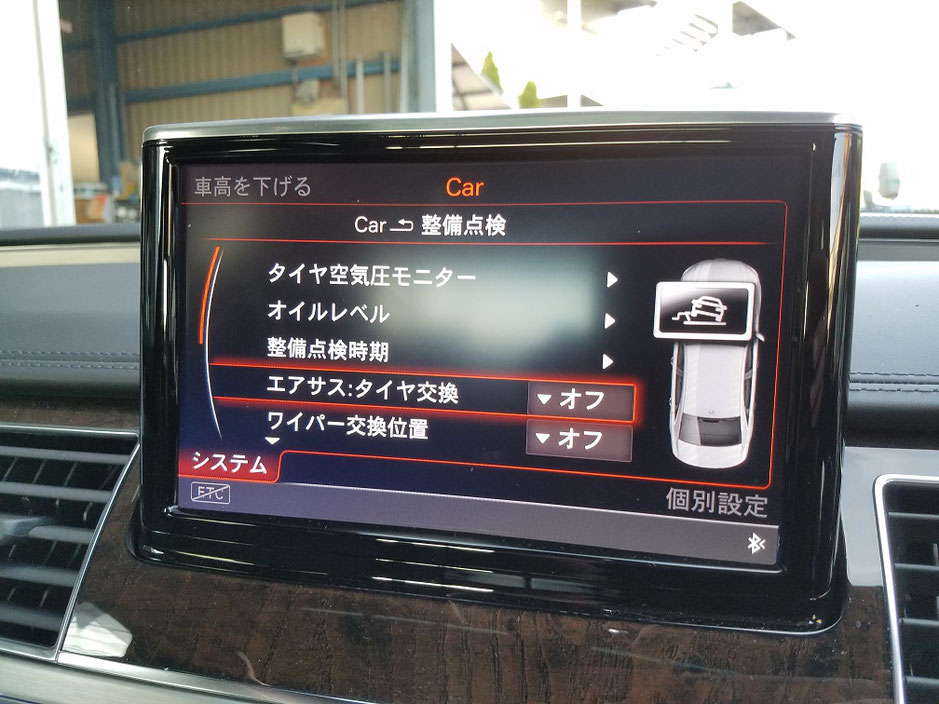 車高を下げる
Car
Car 整備点検
タイヤ空気圧モニター
オイルレベル
整備点検時期
エアサス:タイヤ交換 オフ
ワイパー交換位置 オフ
システム
ETC
個別設定